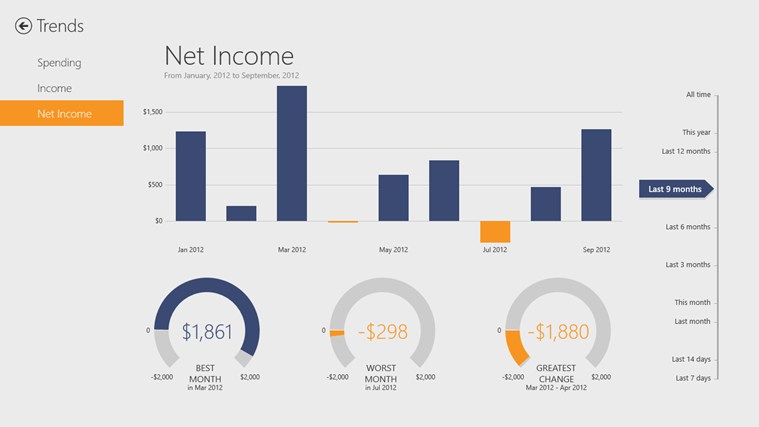 Trends
Spending
Income
Net Income
Net Income
From January, 2012 to September, 2012
$1,500
$1,000
$500
$0
Jan 2012
Mar 2012
May 2012
Jul 2012
Sep 2012
0
$1,861
-$2,000
$2,000
BEST
MONTH
in Mar 2012
0
-$298
-$2,000
$2,000
WORST
MONTH
in Jul 2012
0
-$1,880
-$2,000
$2,000
GREATEST
CHANGE
Mar 2012 - Apr 2012
All time
This year
Last 12 months
Last 9 months
Last 6 months
Last 3 months
This month
Last month
Last 14 days
Last 7 days